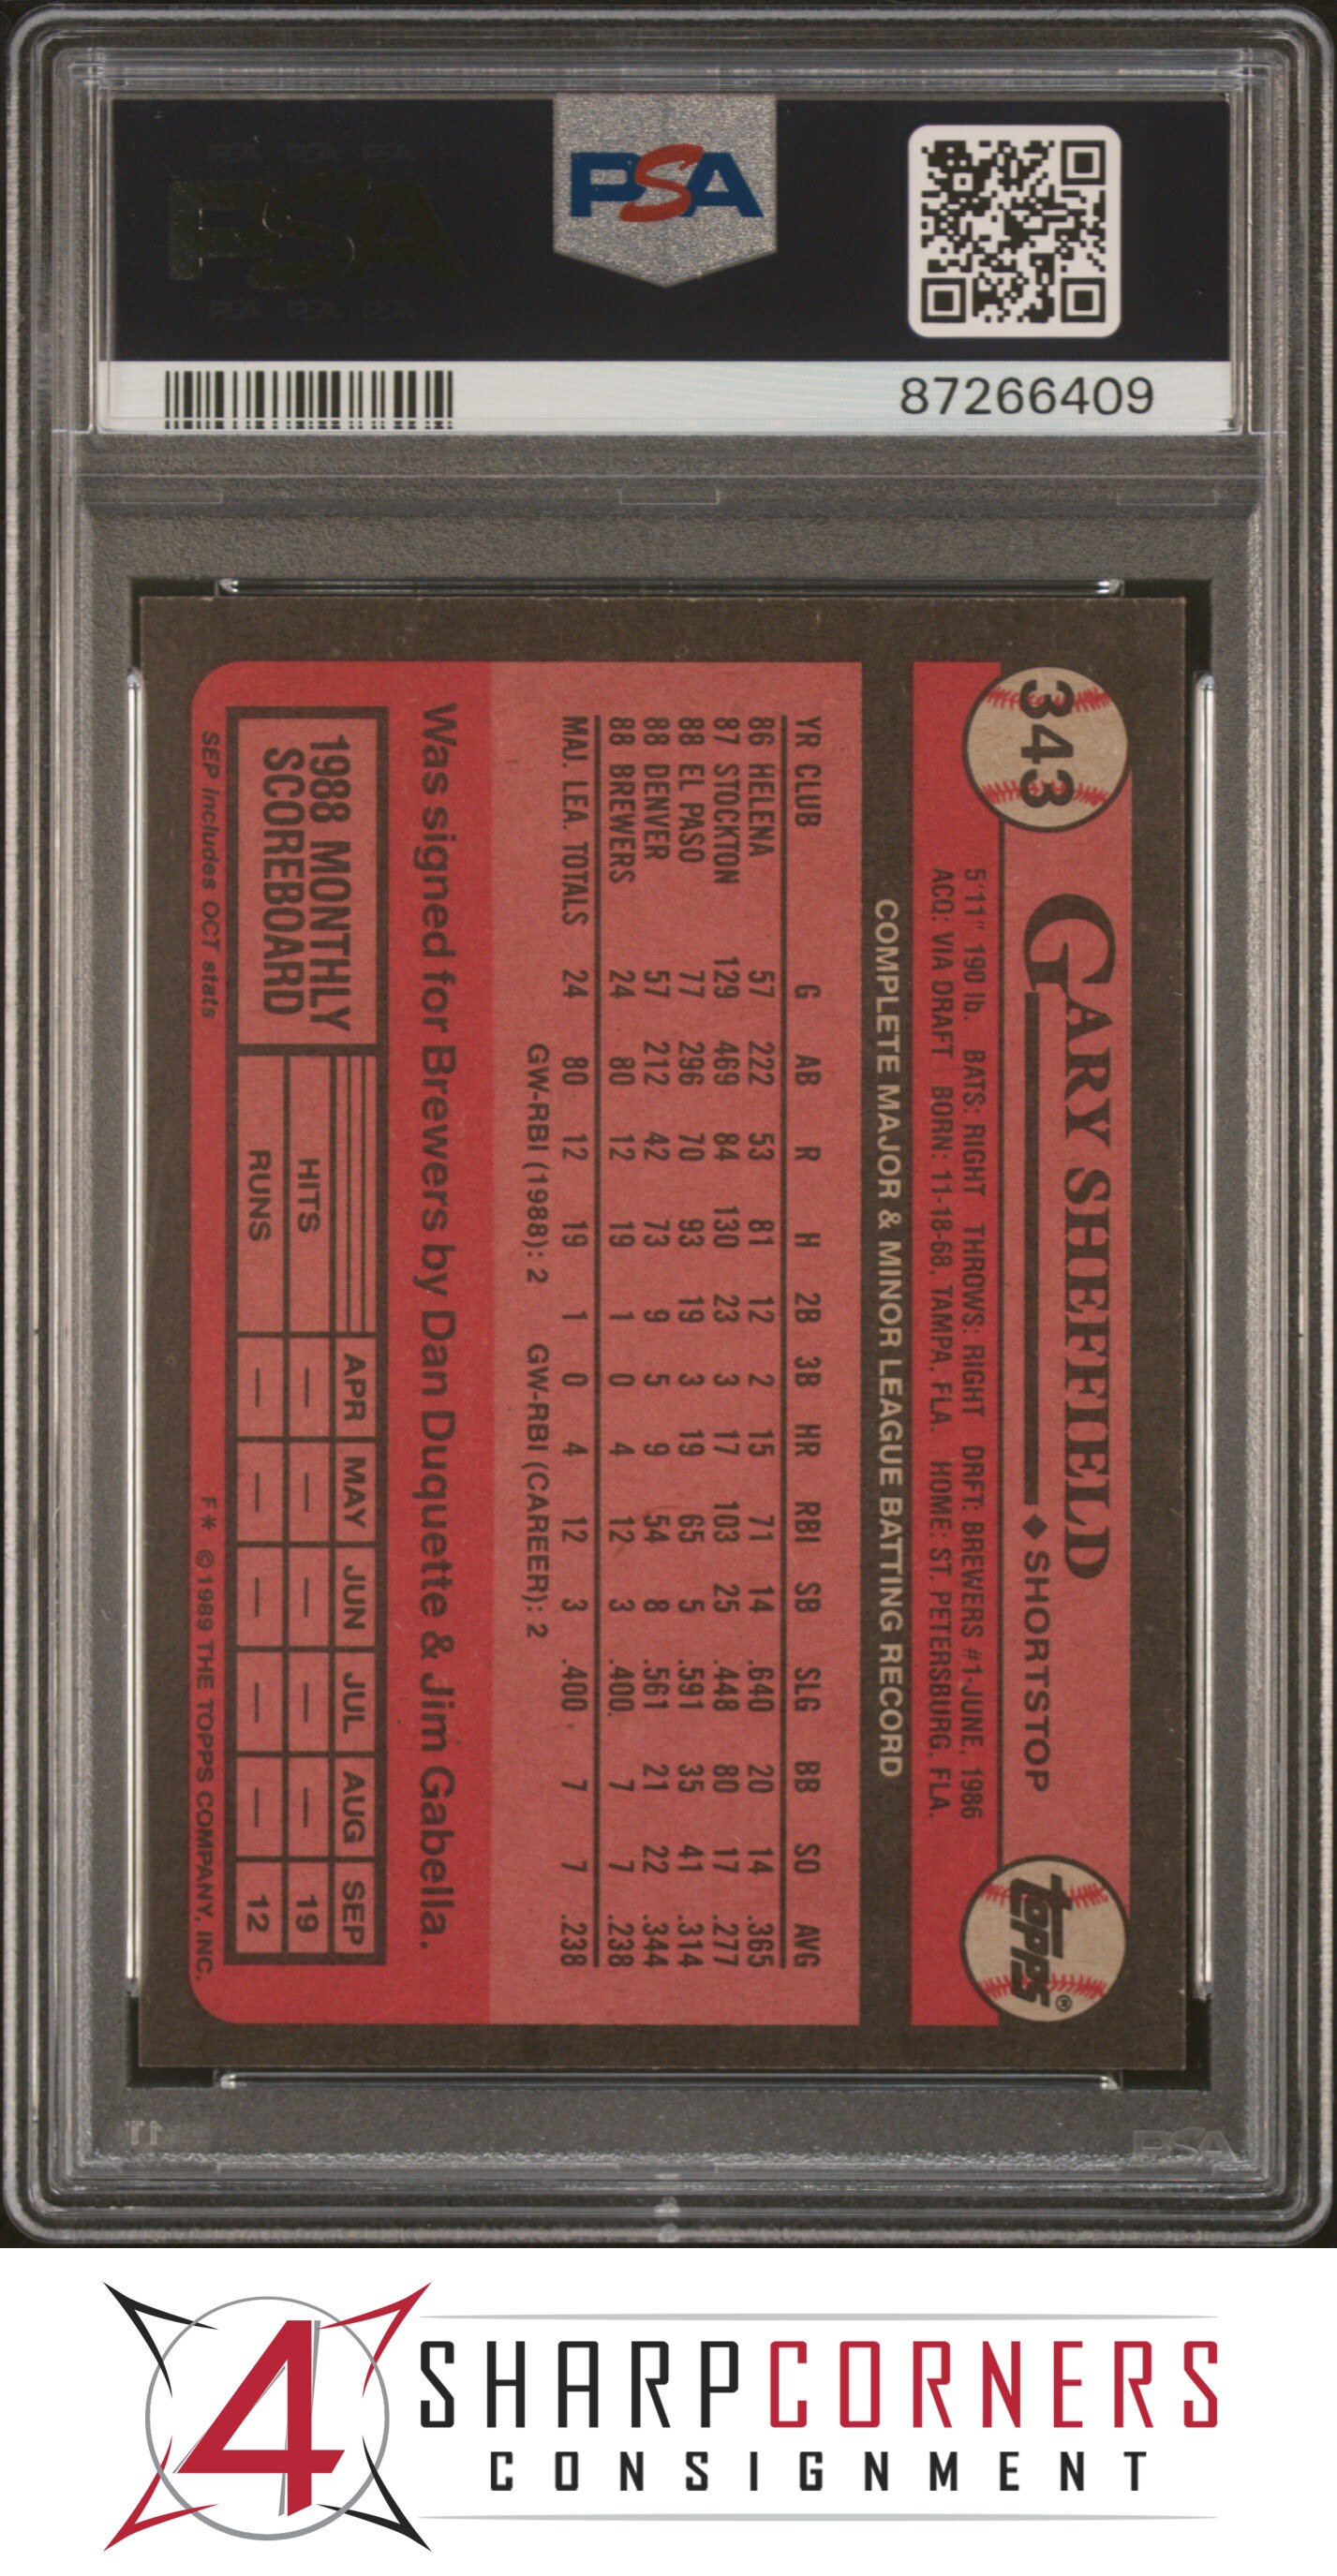 PSA
87266409
343
GARY SHEFFIELD
◆SHORTSTOP
5'11" 190 lb. BATS: RIGHT THROWS: RIGHT DRFT: BREWERS #1-JUNE, 1986
ACQ: VIA DRAFT BORN: 11-18-68, TAMPA, FLA. HOME: ST. PETERSBURG, FLA.
TOPPS®
COMPLETE MAJOR & MINOR LEAGUE BATTING RECORD
YR CLUB G AB R H 2B 3B HR RBI SB SLG BB SO AVG
86 HELENA 57 222 53 81 12 2 15 71 14 .640 20 14 .365
87 STOCKTON 129 469 84 130 23 3 17 103 25 .448 80 17 .277
88 EL PASO 77 296 70 93 19 3 19 65 5 .591 35 41 .314
88 DENVER 57 212 42 73 9 5 9 54 8 .561 21 22 .344
88 BREWERS 24 80 12 19 1 0 4 12 3 .400 7 7 .238
MAJ. LEA. TOTALS 24 80 12 19 1 0 4 12 3 .400 7 7 .238
GW-RBI (1988): 2 GW-RBI (CAREER): 2
Was signed for Brewers by Dan Duquette & Jim Gabella.
1988 MONTHLY
SCOREBOARD
APR MAY JUN JUL AUG SEP
HITS — — — — — 19
RUNS — — — — — 12
SEP includes OCT stats
F* © 1989 THE TOPPS COMPANY, INC.
PSA
4
SHARPCORNERS
CONSIGNMENT